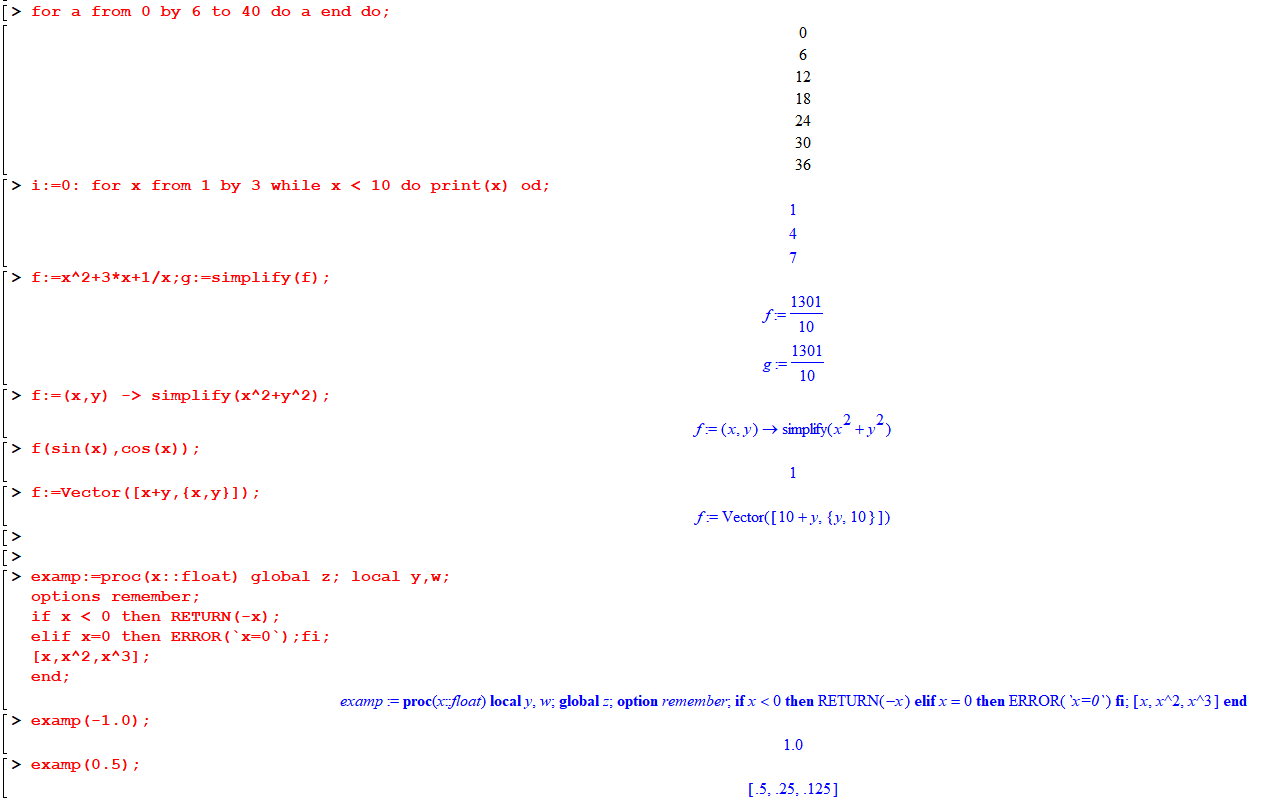 > for a from 0 by 6 to 40 do a end do;
0
6
12
18
24
30
36
> i:=0: for x from 1 by 3 while x < 10 do print(x) od;
1
4
7
> f:=x^2+3*x+1/x;g:=simplify(f);
f := 1301/10
g := 1301/10
> f:=(x,y) -> simplify(x^2+y^2);
f := (x, y) → simplify(x² + y²)
> f(sin(x),cos(x));
1
> f:=Vector([x+y,{x,y}]);
f := Vector([10 + y, {y, 10}])
>
>
> examp:=proc(x::float) global z; local y,w;
options remember;
if x < 0 then RETURN(-x);
elif x=0 then ERROR(`x=0`);fi;
[x,x^2,x^3];
end;
examp := proc(x::float) local y, w; global z; option remember; if x < 0 then RETURN(−x) elif x = 0 then ERROR(`x=0`) fi; [x, x^2, x^3] end
> examp(-1.0);
1.0
> examp(0.5);
[.5, .25, .125]